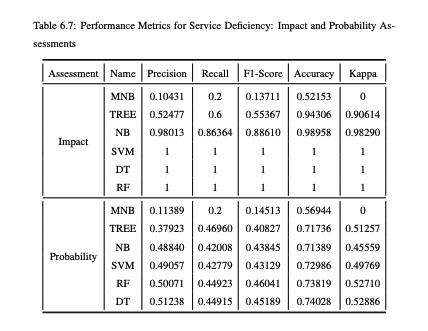 Table 6.7: Performance Metrics for Service Deficiency: Impact and Probability As-
sessments
Assessment Name Precision Recall F1-Score Accuracy Kappa
Impact
MNB 0.10431 0.2 0.13711 0.52153 0
TREE 0.52477 0.6 0.55367 0.94306 0.90614
NB 0.98013 0.86364 0.88610 0.98958 0.98290
SVM 1 1 1 1 1
DT 1 1 1 1 1
RF 1 1 1 1 1
Probability
MNB 0.11389 0.2 0.14513 0.56944 0
TREE 0.37923 0.46960 0.40827 0.71736 0.51257
NB 0.48840 0.42008 0.43845 0.71389 0.45559
SVM 0.49057 0.42779 0.43129 0.72986 0.49769
RF 0.50071 0.44923 0.46041 0.73819 0.52710
DT 0.51238 0.44915 0.45189 0.74028 0.52886